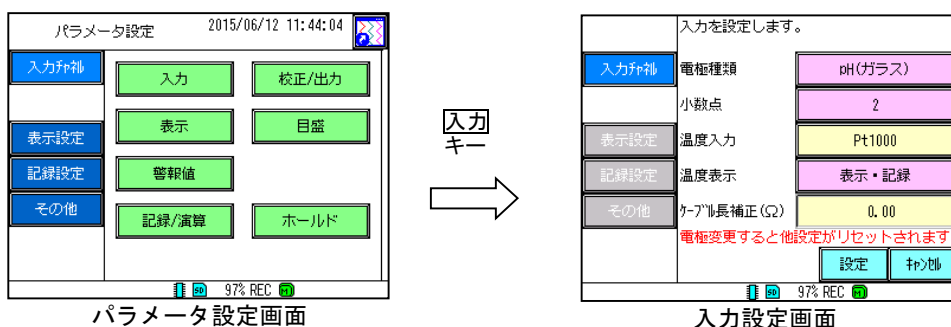 パラメータ設定 2015/06/12 11:44:04
入力ﾁｬﾈﾙ
入力 校正/出力
表示 目盛
表示設定
記録設定
警報値
その他
記録/演算 ホールド
SD 97% REC M
パラメータ設定画面
入力
キー
入力を設定します。
入力ﾁｬﾈﾙ
電極種類 pH(ガラス)
小数点 2
表示設定
温度入力 Pt1000
記録設定
温度表示 表示・記録
その他
ｹｰﾌﾞﾙ長補正(Ω) 0.00
電極変更すると他設定がリセットされます
設定 ｷｬﾝｾﾙ
SD 97% REC M
入力設定画面